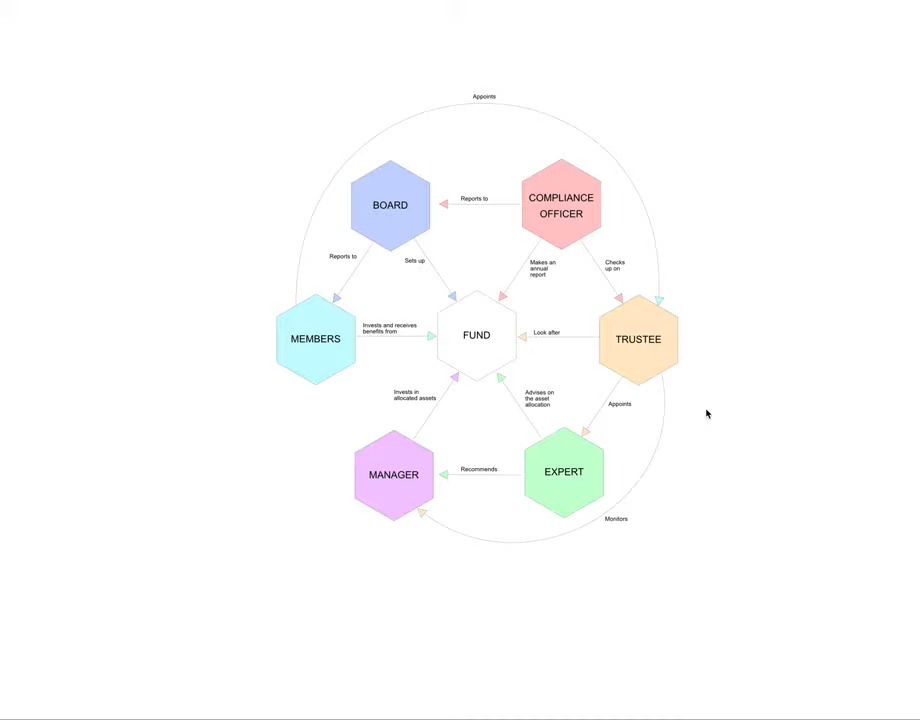 Appoints
BOARD
Reports to
COMPLIANCE
OFFICER
Reports to
Sets up
Makes an
annual
report
Checks
up on
MEMBERS
Invests and receives
benefits from
FUND
Look after
TRUSTEE
Invests in
allocated assets
Advises on
the asset
allocation
Appoints
MANAGER
Recommends
EXPERT
Monitors